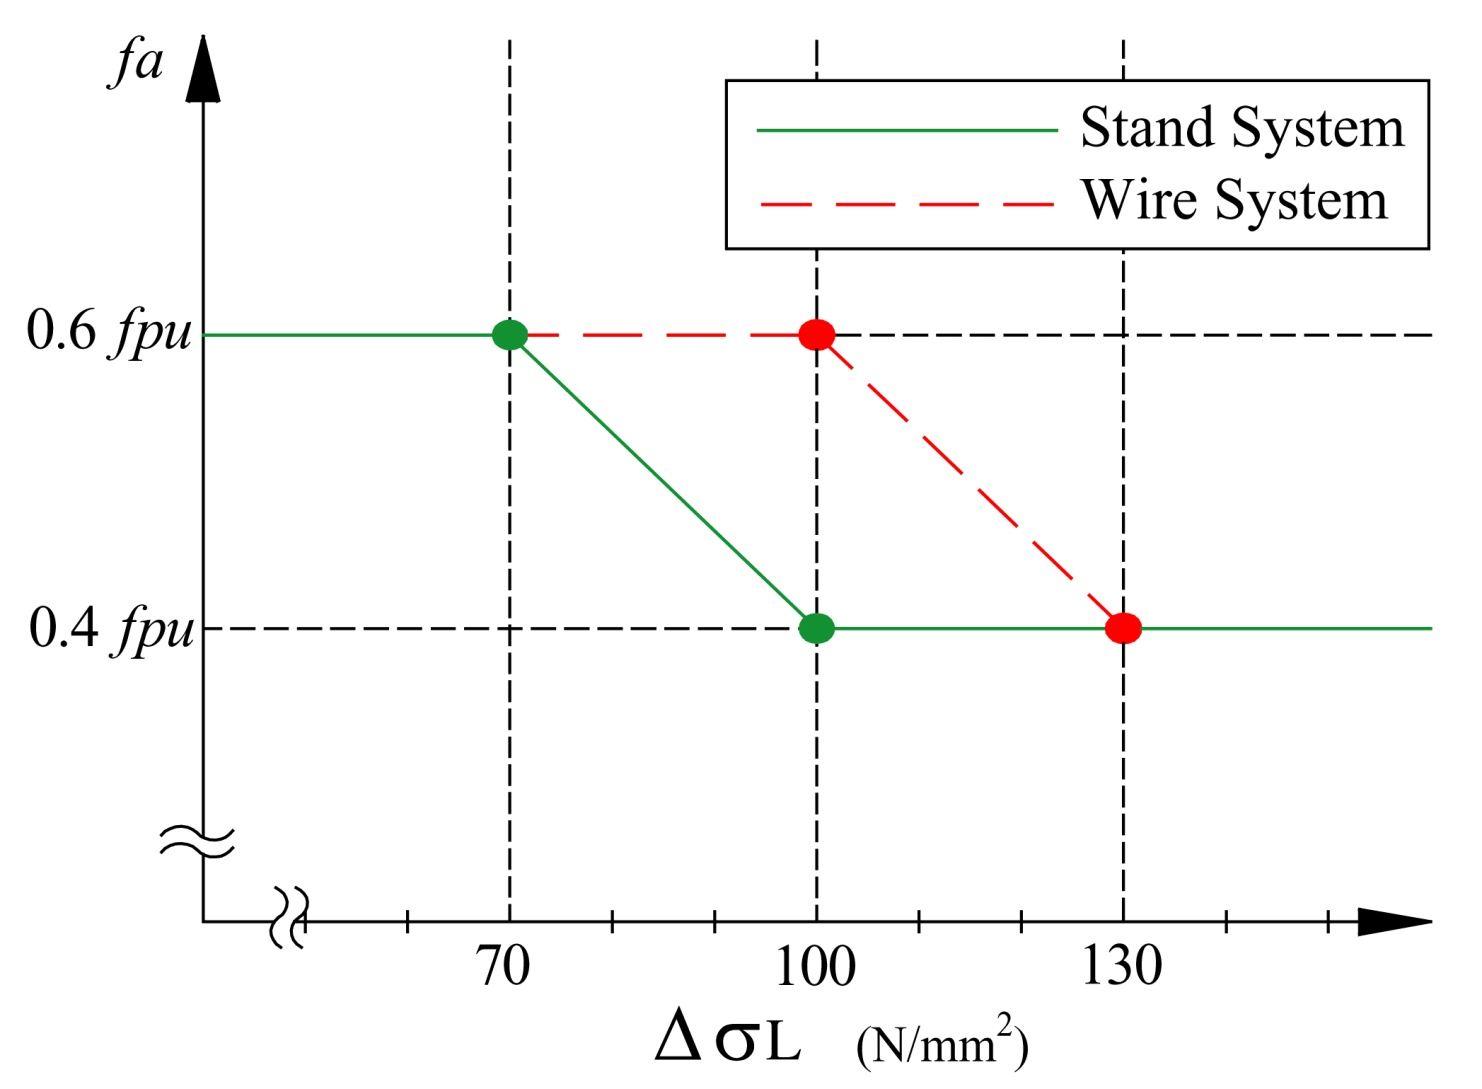 fa
Stand System
Wire System
0.6 fpu
0.4 fpu
70 100 130
ΔσL (N/mm²)